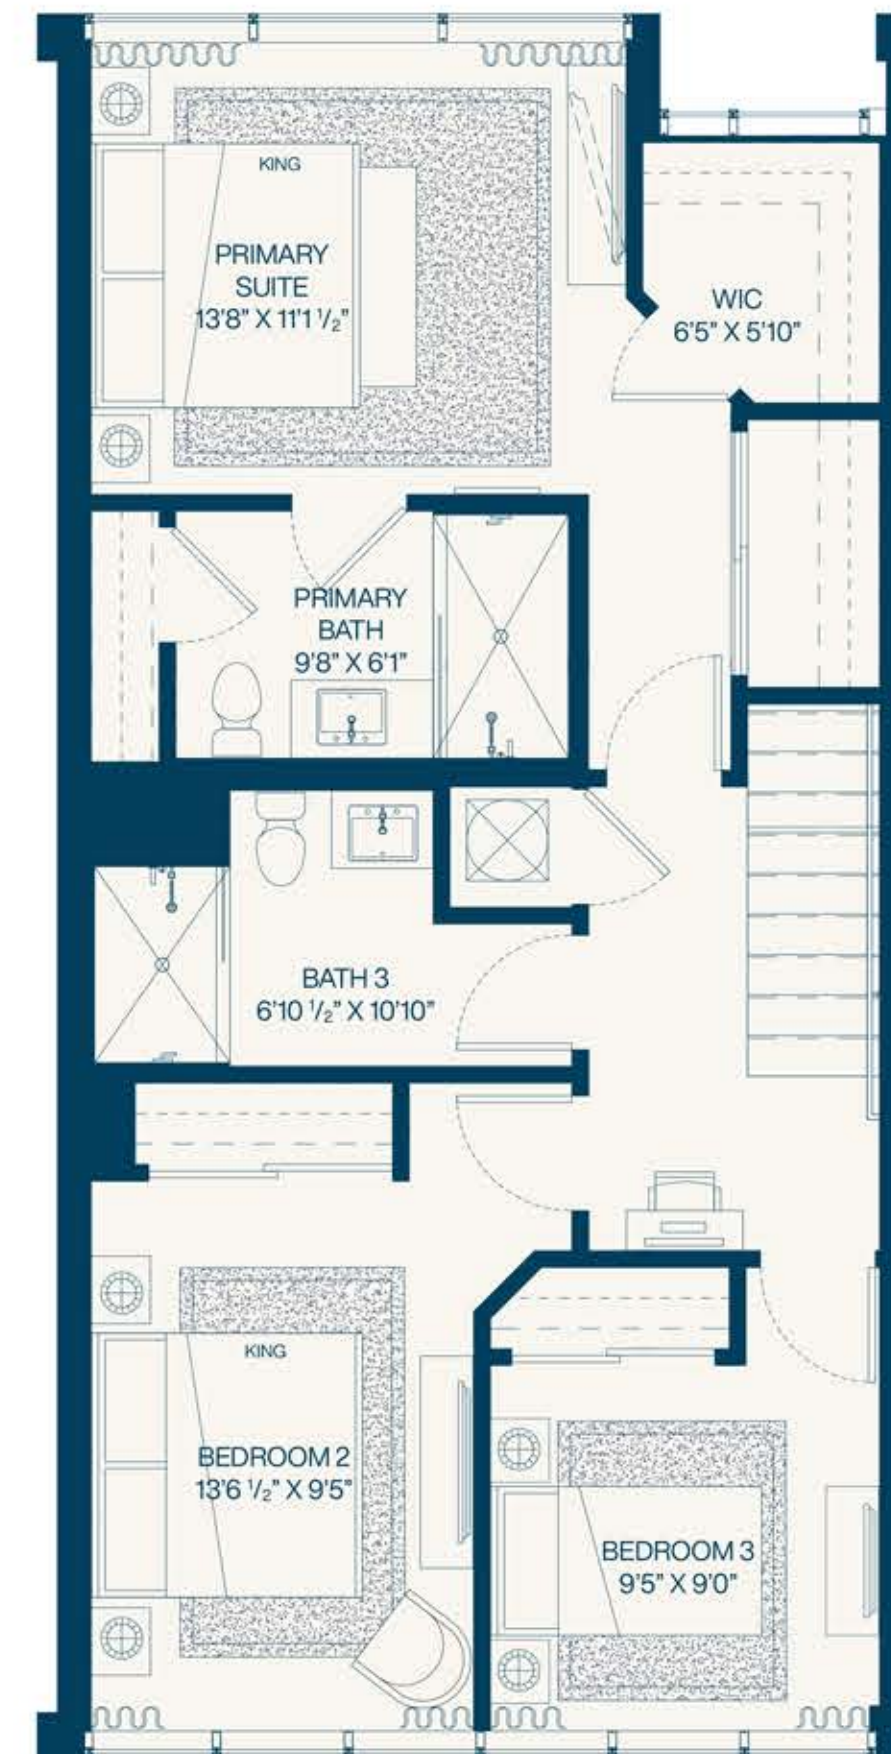 KING
PRIMARY
SUITE
13'8" X 11'1 1/2"
WIC
6'5" X 5'10"
PRIMARY
BATH
9'8" X 6'1"
BATH 3
6'10 1/2" X 10'10"
KING
BEDROOM 2
13'6 1/2" X 9'5"
BEDROOM 3
9'5" X 9'0"